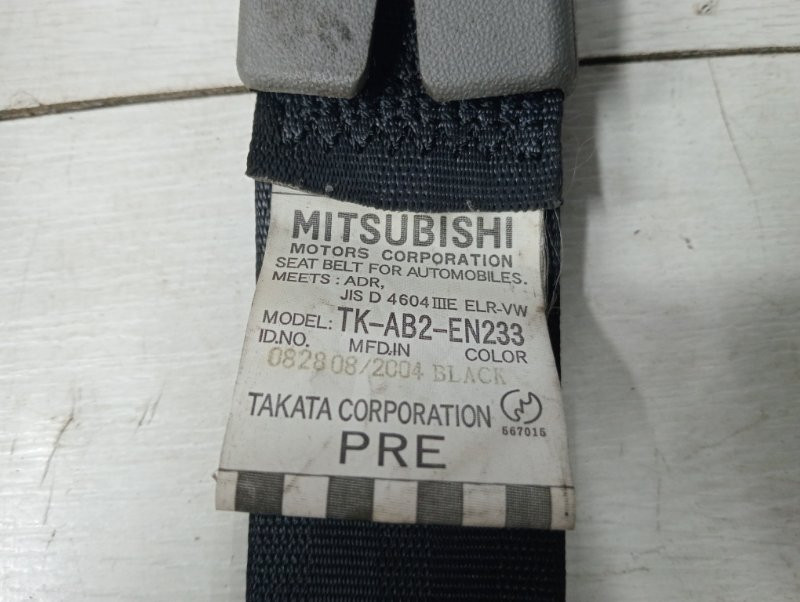 MITSUBISHI
MOTORS CORPORATION
SEAT BELT FOR AUTOMOBILES.
MEETS : ADR,
JIS D 4604 IIIE ELR-VW
MODEL: TK-AB2-EN233
ID.NO. MFD.IN COLOR
0828 08/2004 BLACK
TAKATA CORPORATION
567015
PRE